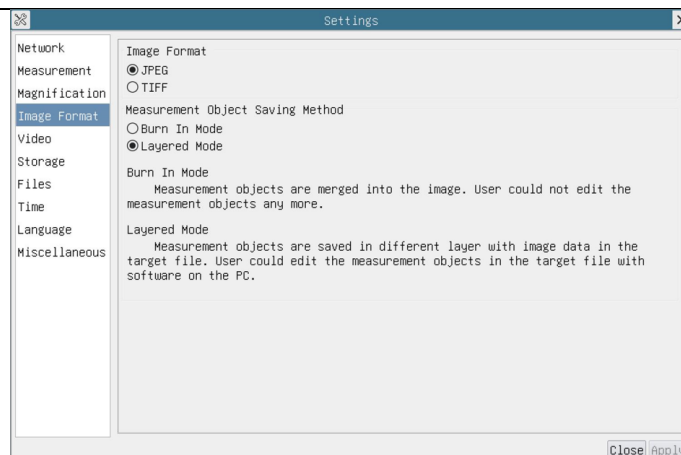 Settings
Network
Measurement
Magnification
Image Format
Video
Storage
Files
Time
Language
Miscellaneous
Image Format
JPEG
TIFF
Measurement Object Saving Method
Burn In Mode
Layered Mode
Burn In Mode
Measurement objects are merged into the image. User could not edit the
measurement objects any more.
Layered Mode
Measurement objects are saved in different layer with image data in the
target file. User could edit the measurement objects in the target file with
software on the PC.
Close Apply